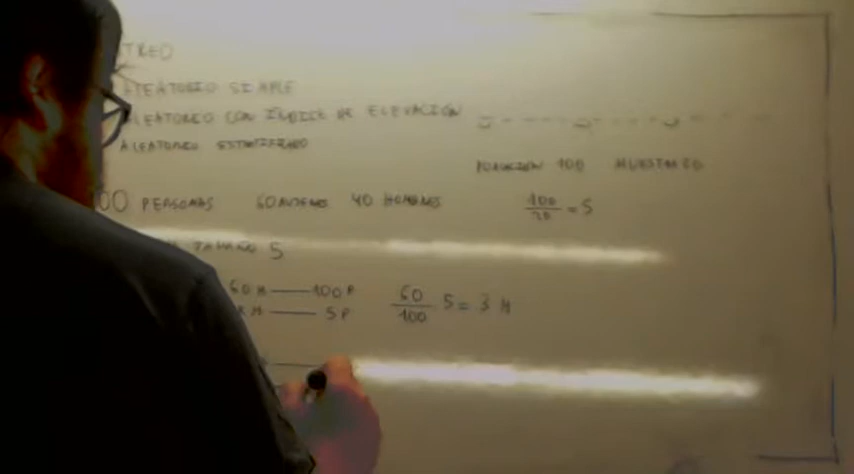 TREO
ALEATORIO SIMPLE
ALEATORIO CON ÍNDICE DE ELEVACIÓN
ALEATORIO ESTRATIFICADO
POBLACION 100 MUESTREO
00 PERSONAS 60 MUJERES 40 HOMBRES
100/20 = 5
TAMAÑO 5
60 M — 100 P
X M — 5 P
60/100 5 = 3 M